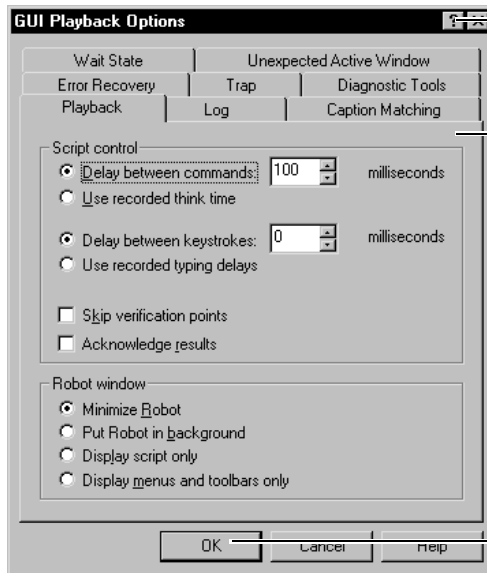 GUI Playback Options
Wait State Unexpected Active Window
Error Recovery Trap Diagnostic Tools
Playback Log Caption Matching
Script control
Delay between commands: 100 milliseconds
Use recorded think time
Delay between keystrokes: 0 milliseconds
Use recorded typing delays
Skip verification points
Acknowledge results
Robot window
Minimize Robot
Put Robot in background
Display script only
Display menus and toolbars only
OK Cancel Help